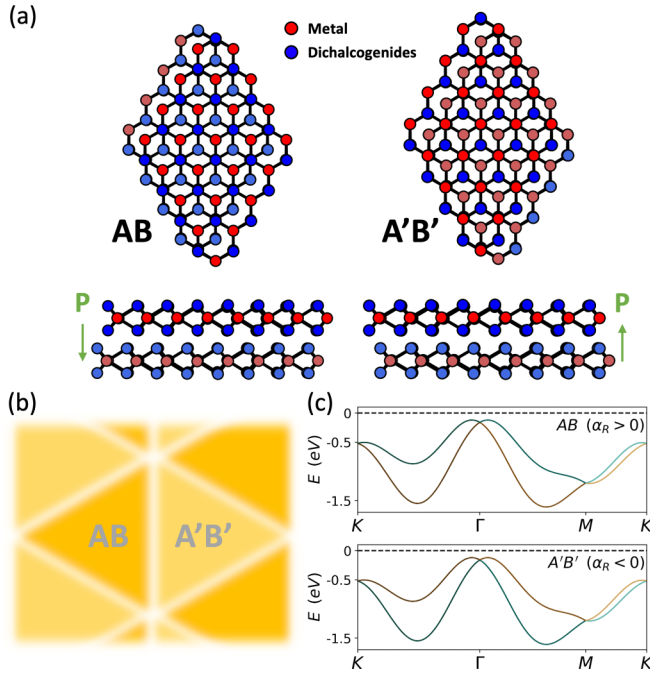 (a)
Metal
Dichalcogenides
AB
A'B'
P
P
(b)
AB
A'B'
(c)
AB (α_R > 0)
E (eV)
0
-0.5
-1.5
K
Γ
M
K
A'B' (α_R < 0)
E (eV)
0
-0.5
-1.5
K
Γ
M
K